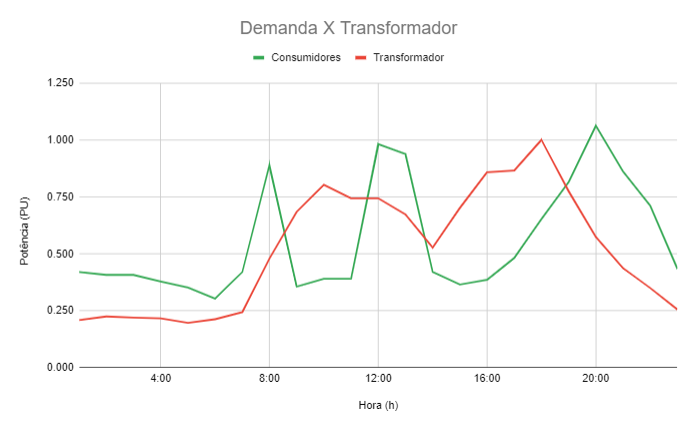 Demanda X Transformador
Consumidores Transformador
1.250
1.000
0.750
0.500
0.250
0.000
Potência (PU)
4:00 8:00 12:00 16:00 20:00
Hora (h)